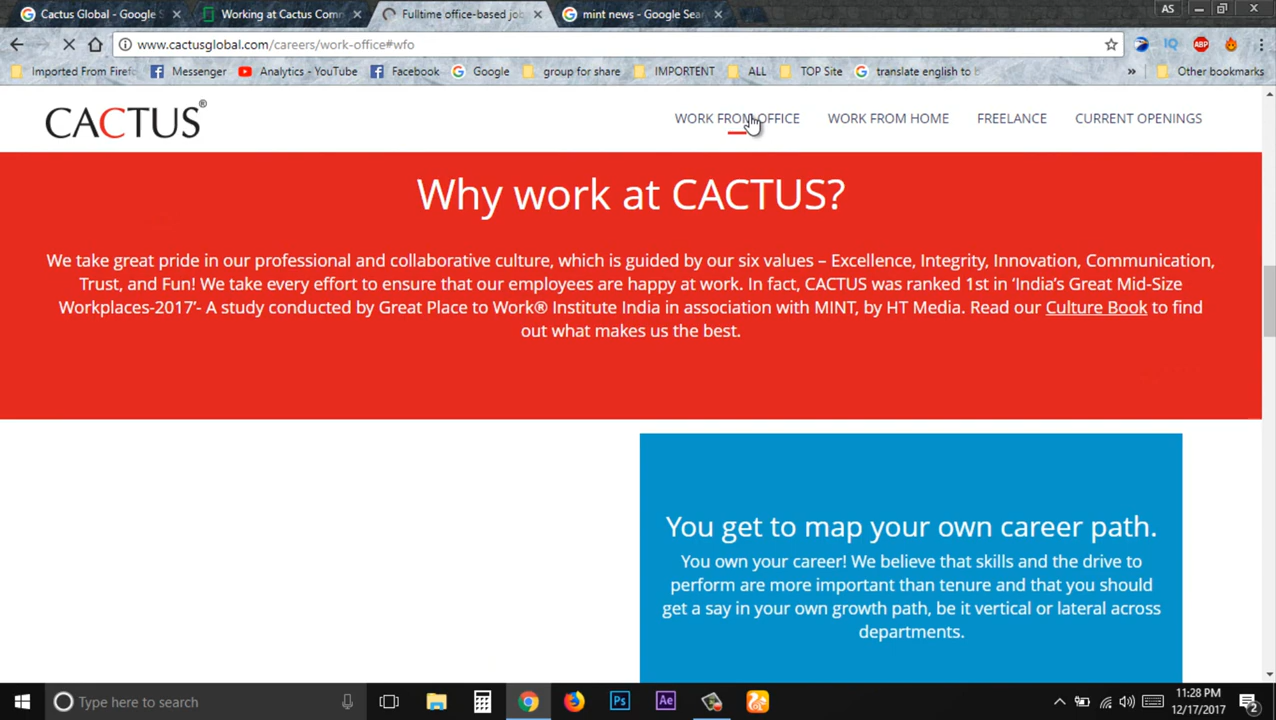 Cactus Global - Google S
Working at Cactus Comm
Fulltime office-based job
mint news - Google Sear
AS
www.cactusglobal.com/careers/work-office#wfo
IQ
ABP
Imported From Firefo
Messenger
Analytics - YouTube
Facebook
Google
group for share
IMPORTENT
ALL
TOP Site
translate english to b
»
Other bookmarks
CACTUS®
WORK FROM OFFICE
WORK FROM HOME
FREELANCE
CURRENT OPENINGS
Why work at CACTUS?
We take great pride in our professional and collaborative culture, which is guided by our six values – Excellence, Integrity, Innovation, Communication,
Trust, and Fun! We take every effort to ensure that our employees are happy at work. In fact, CACTUS was ranked 1st in ‘India’s Great Mid-Size
Workplaces-2017’- A study conducted by Great Place to Work® Institute India in association with MINT, by HT Media. Read our Culture Book to find
out what makes us the best.
You get to map your own career path.
You own your career! We believe that skills and the drive to
perform are more important than tenure and that you should
get a say in your own growth path, be it vertical or lateral across
departments.
Type here to search
Ps
Ae
11:28 PM
12/17/2017
2